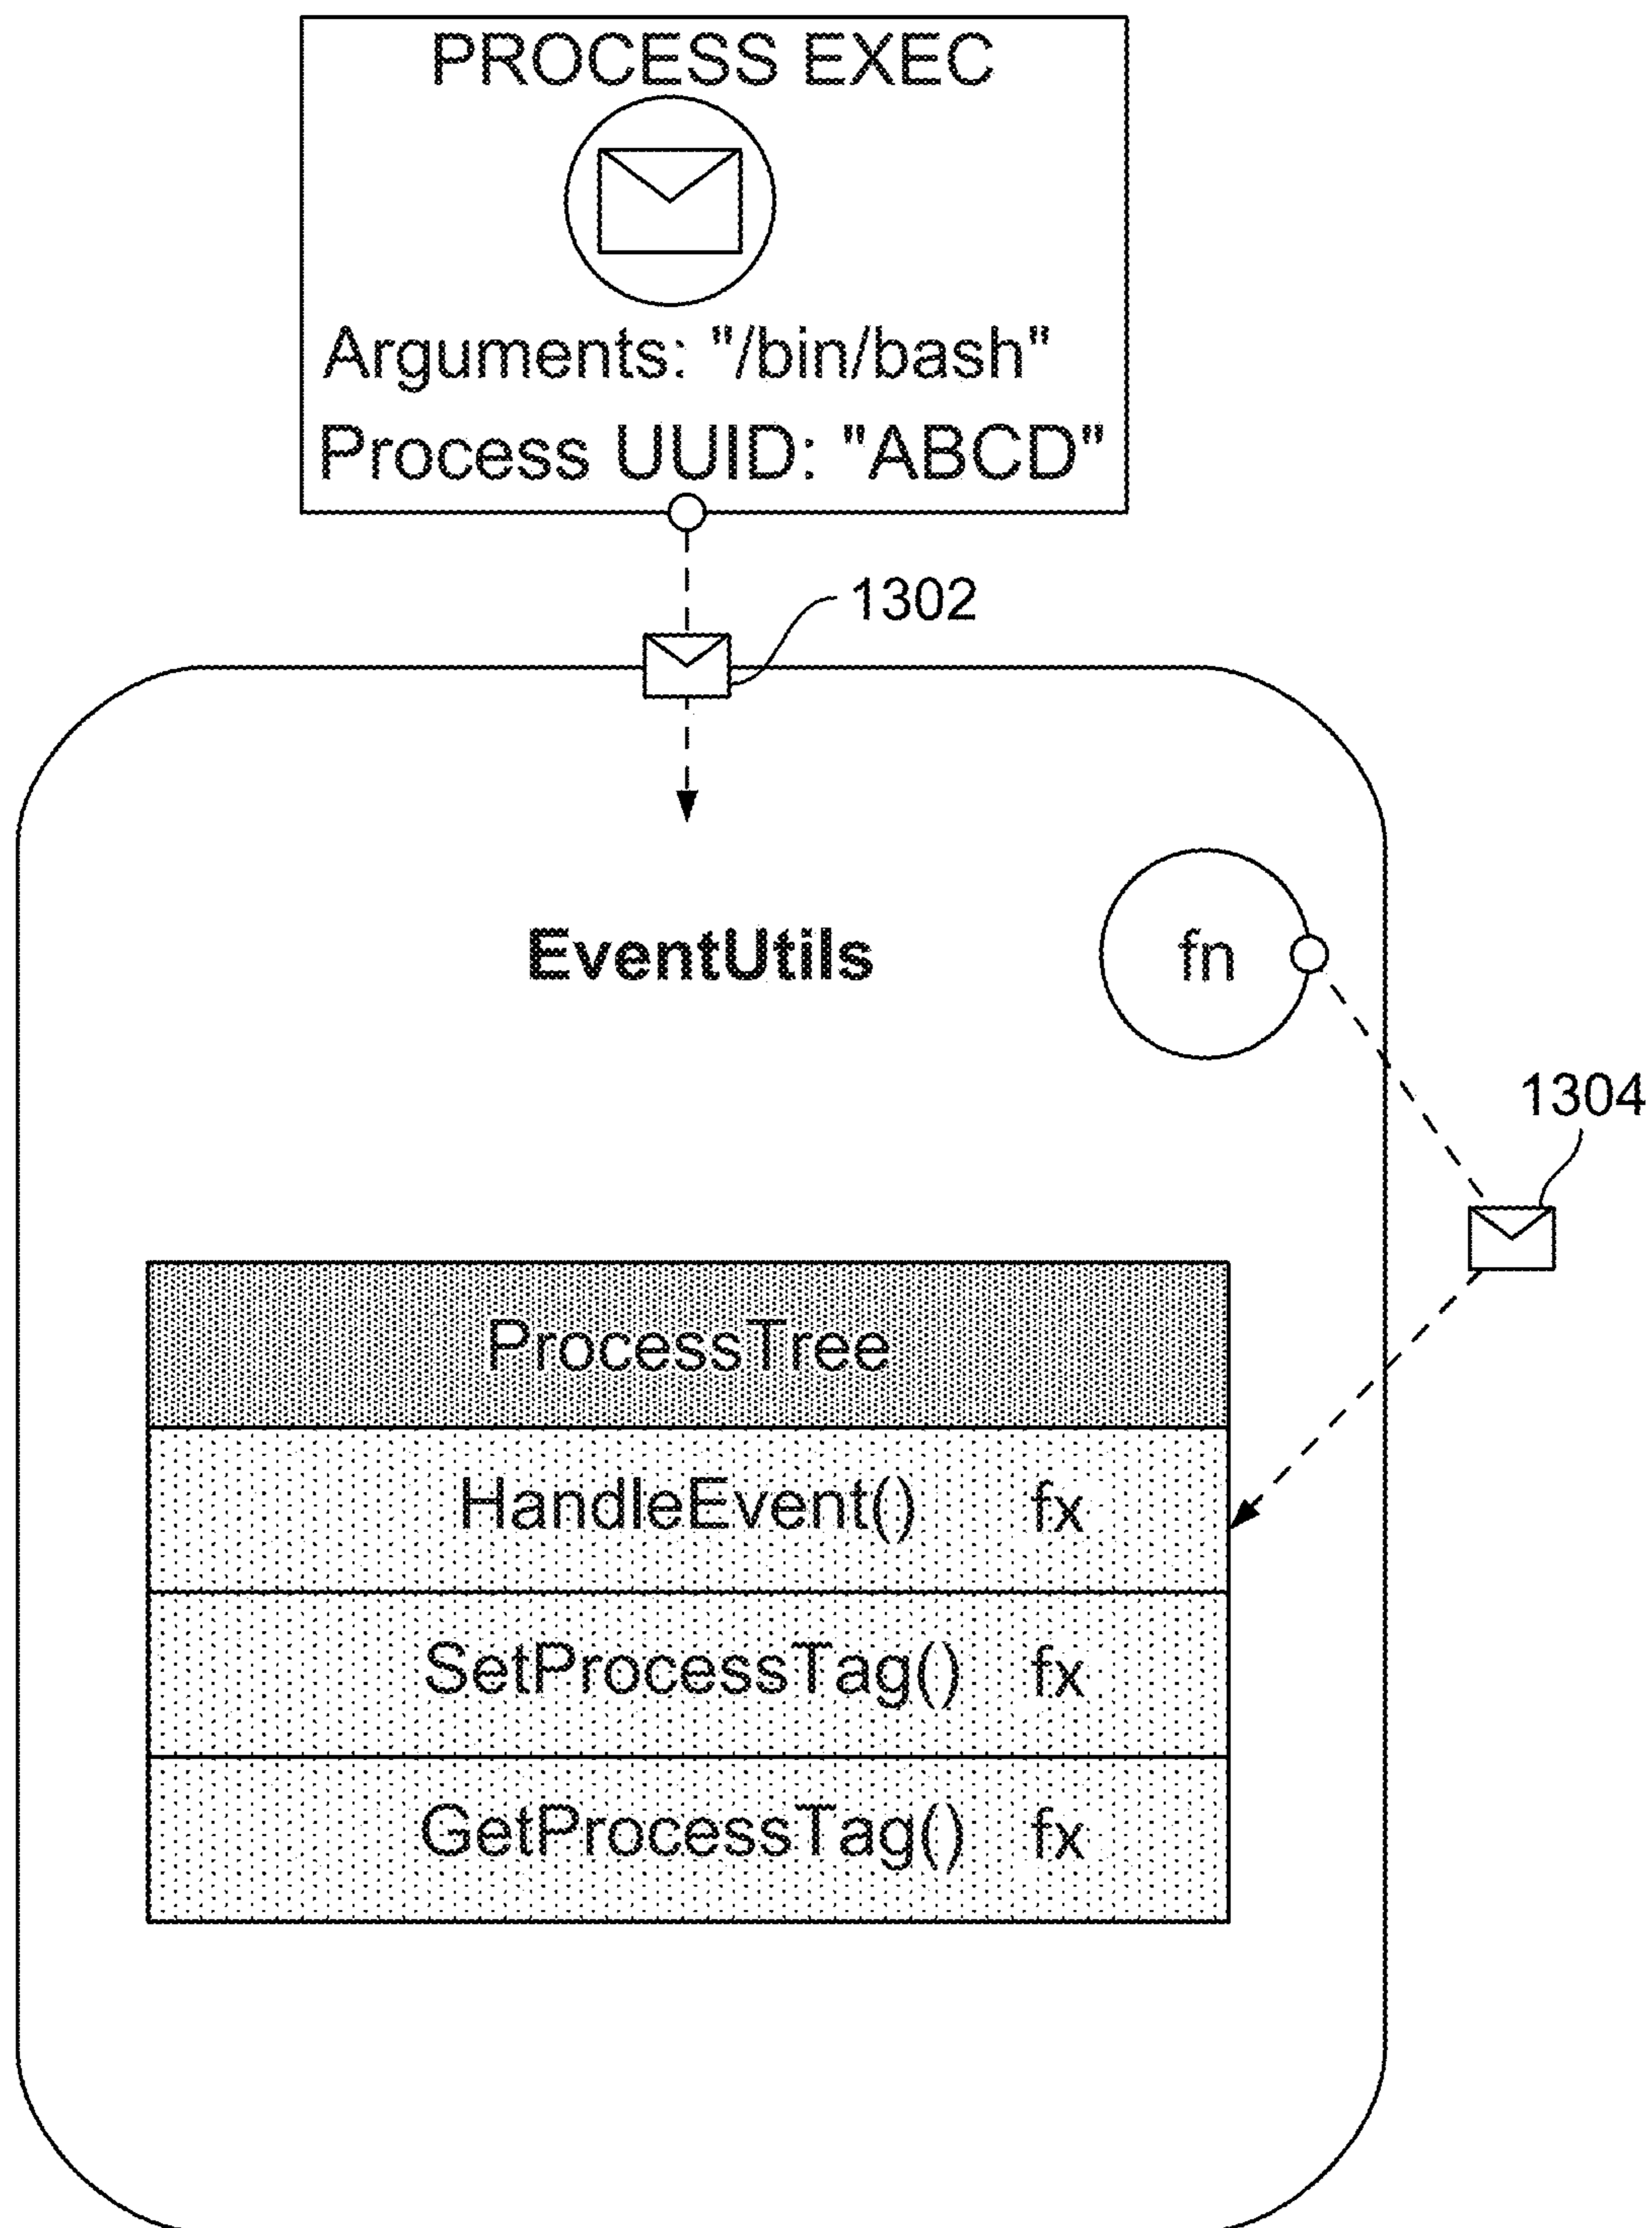 PROCESS EXEC
Arguments: "/bin/bash"
Process UUID: "ABCD"
1302
EventUtils
fn
1304
ProcessTree
HandleEvent() fx
SetProcessTag() fx
GetProcessTag() fx